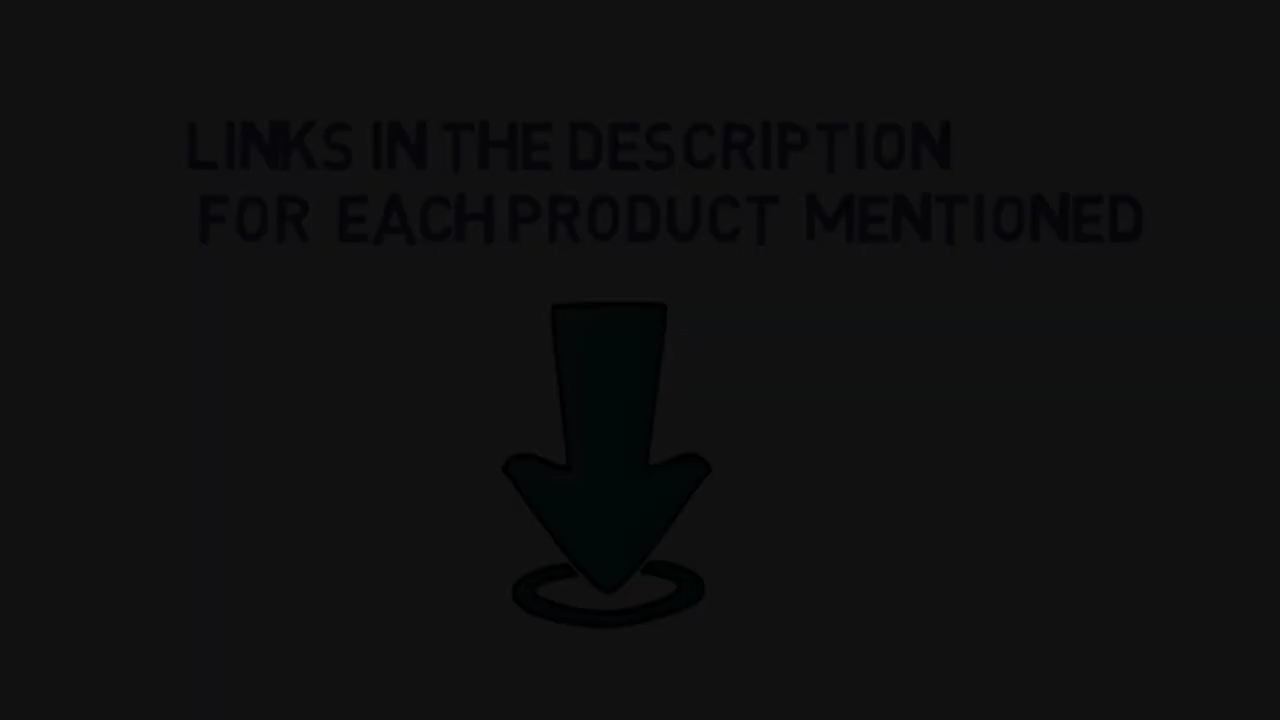 LINKS IN THE DESCRIPTION
FOR EACH PRODUCT MENTIONED